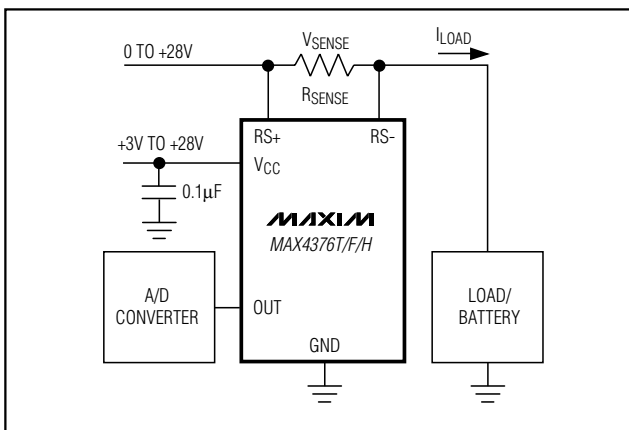 0 TO +28V
VSENSE
ILOAD
RSENSE
RS+
RS-
+3V TO +28V
VCC
0.1µF
MAXIM
MAX4376T/F/H
A/D
CONVERTER
OUT
LOAD/
BATTERY
GND